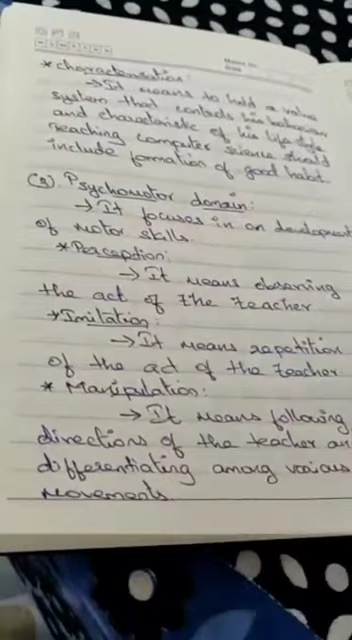 * characterisation:
→ It means to hold a value
system that controls his behaviour
and characteristic of his life style
Teaching computer science should
include formation of good habit.
(3). Psychomotor domain:
→ It focuses in on development
of motor skills.
* Perception:
→ It means observing
the act of the teacher
* Imitation:
→ It means repetition
of the act of the teacher
* Manipulation:
→ It means following
directions of the teacher an
differentiating among various
movements.